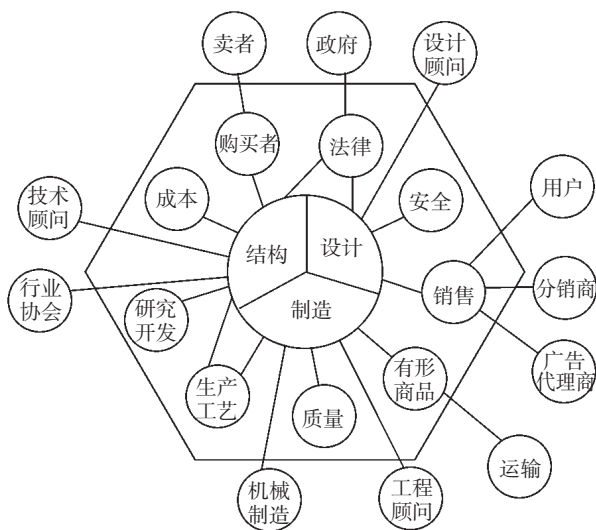 卖者
政府
设计
顾问
购买者
法律
技术
顾问
成本
安全
用户
结构
设计
行业
协会
研究
开发
制造
销售
分销商
广告
代理商
生产
工艺
质量
有形
商品
运输
机械
制造
工程
顾问